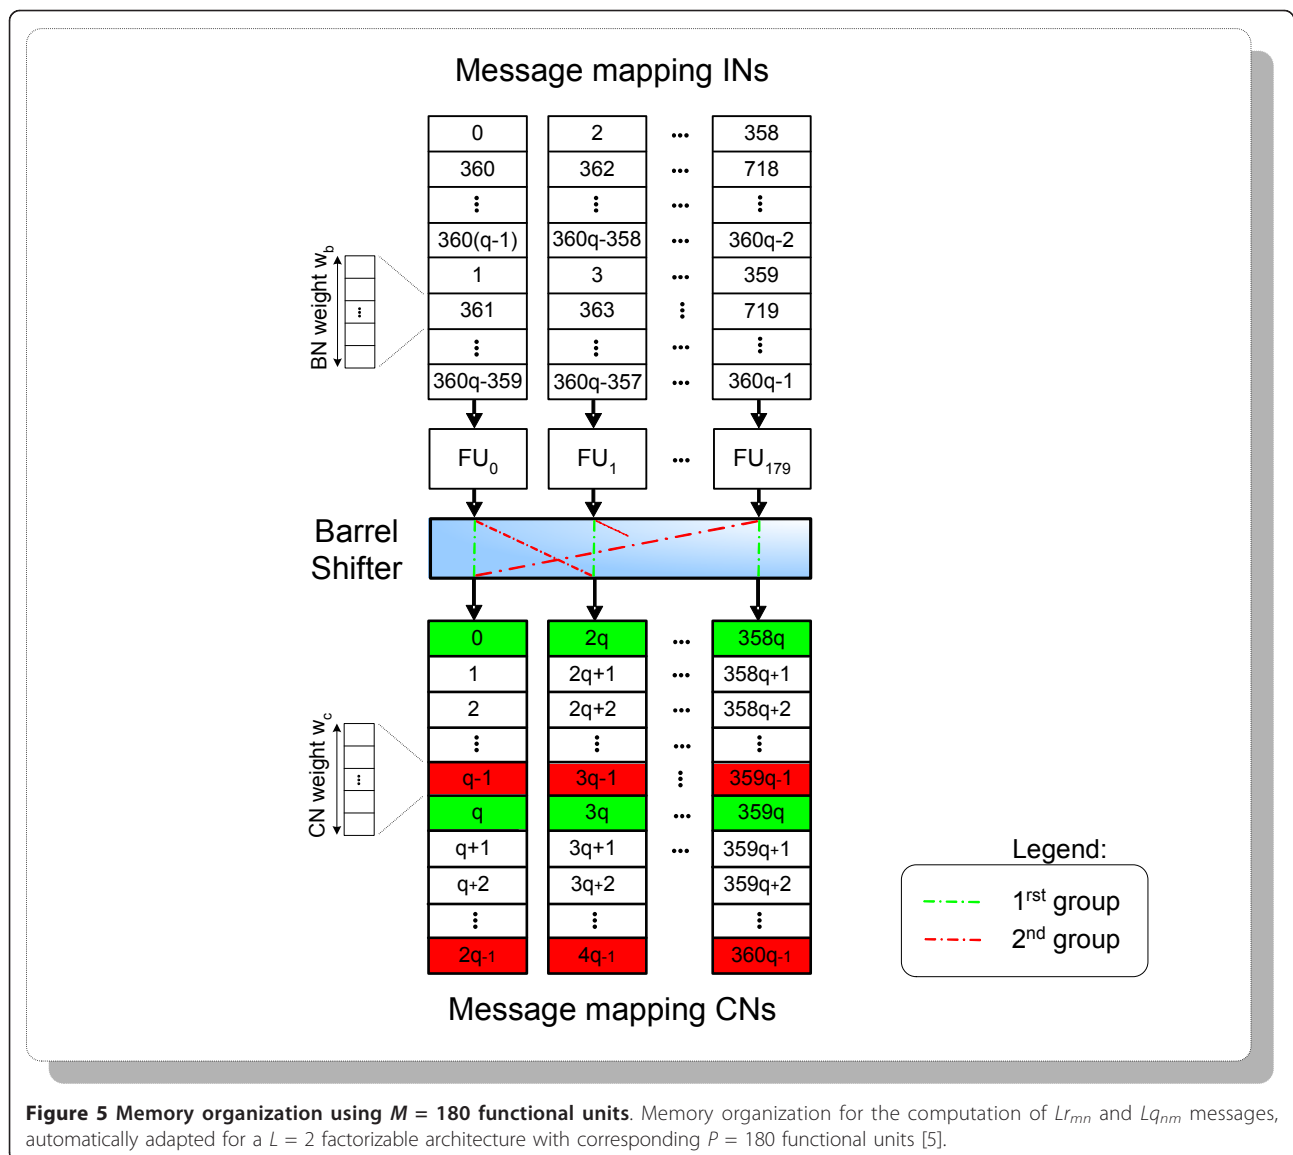 Message mapping INs
0 2 ... 358
360 362 ... 718
⋮ ⋮ ... ⋮
360(q-1) 360q-358 ... 360q-2
1 3 ... 359
361 363 ⋮ 719
⋮ ⋮ ... ⋮
360q-359 360q-357 ... 360q-1
BN weight w_b
FU_0 FU_1 ... FU_179
Barrel
Shifter
0 2q ... 358q
1 2q+1 ... 358q+1
2 2q+2 ... 358q+2
⋮ ⋮ ... ⋮
q-1 3q-1 ⋮ 359q-1
q 3q ... 359q
q+1 3q+1 ... 359q+1
q+2 3q+2 359q+2
⋮ ⋮ ⋮
2q-1 4q-1 360q-1
CN weight w_c
Message mapping CNs
Legend:
1^rst group
2^nd group
Figure 5 Memory organization using M = 180 functional units. Memory organization for the computation of Lr_mn and Lq_nm messages,
automatically adapted for a L = 2 factorizable architecture with corresponding P = 180 functional units [5].